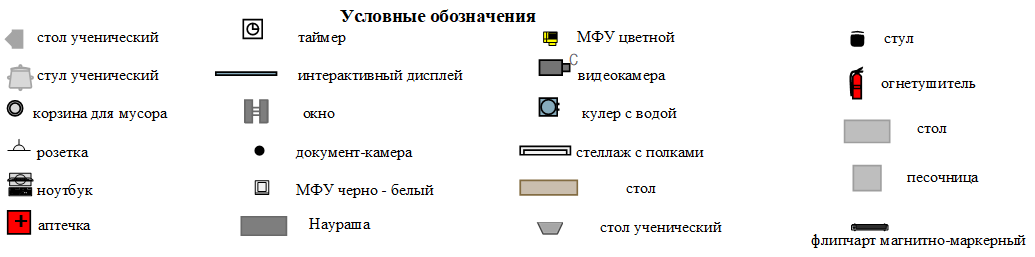 Условные обозначения
стол ученический
таймер
МФУ цветной
стул
стул ученический
интерактивный дисплей
C
видеокамера
огнетушитель
корзина для мусора
окно
кулер с водой
стол
розетка
документ-камера
стеллаж с полками
ноутбук
МФУ черно - белый
стол
песочница
аптечка
Наураша
стол ученический
флипчарт магнитно-маркерный